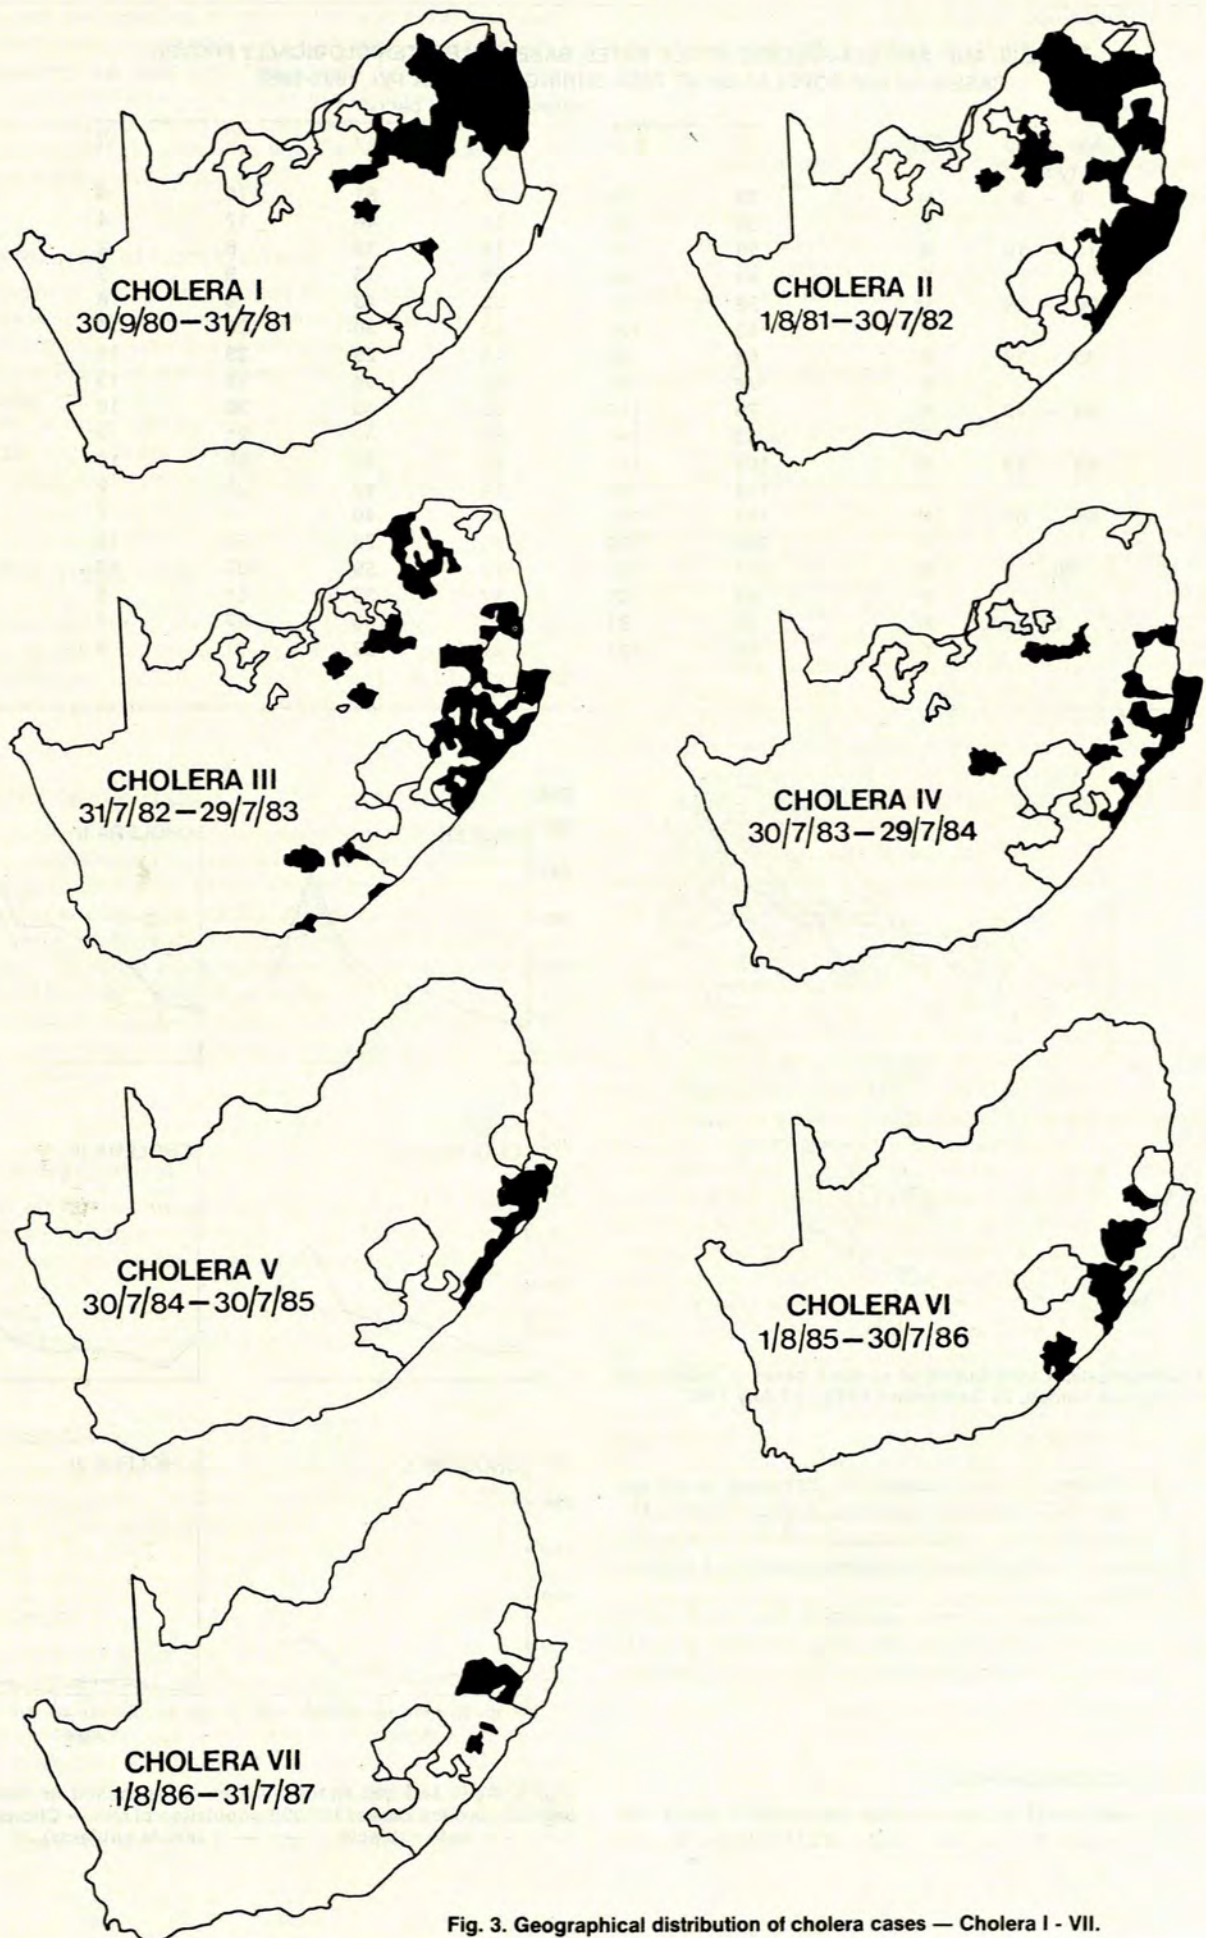 CHOLERA I
30/9/80–31/7/81
CHOLERA II
1/8/81–30/7/82
CHOLERA III
31/7/82–29/7/83
CHOLERA IV
30/7/83–29/7/84
CHOLERA V
30/7/84–30/7/85
CHOLERA VI
1/8/85–30/7/86
CHOLERA VII
1/8/86–31/7/87
Fig. 3. Geographical distribution of cholera cases — Cholera I - VII.